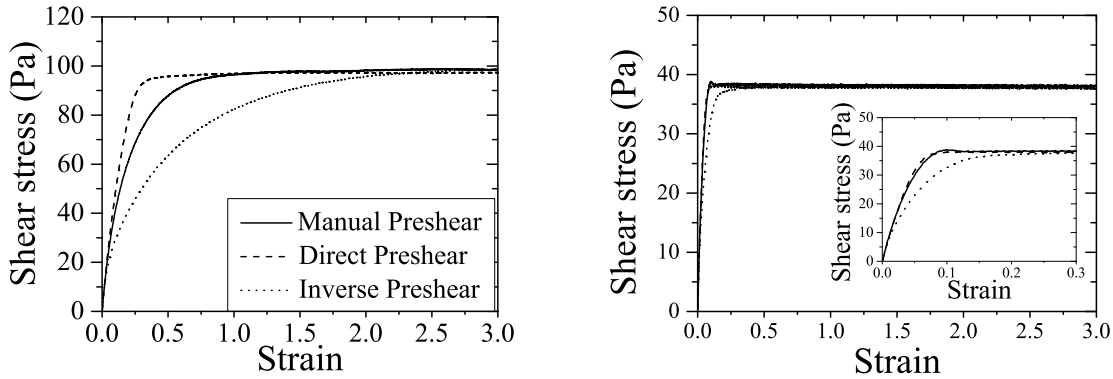 Shear stress (Pa)
120
100
80
60
40
20
0
Manual Preshear
Direct Preshear
Inverse Preshear
0.0 0.5 1.0 1.5 2.0 2.5 3.0
Strain
Shear stress (Pa)
50
40
30
20
10
0
Shear stress (Pa)
50
40
30
20
10
0
0.0 0.1 0.2 0.3
Strain
0.0 0.5 1.0 1.5 2.0 2.5 3.0
Strain